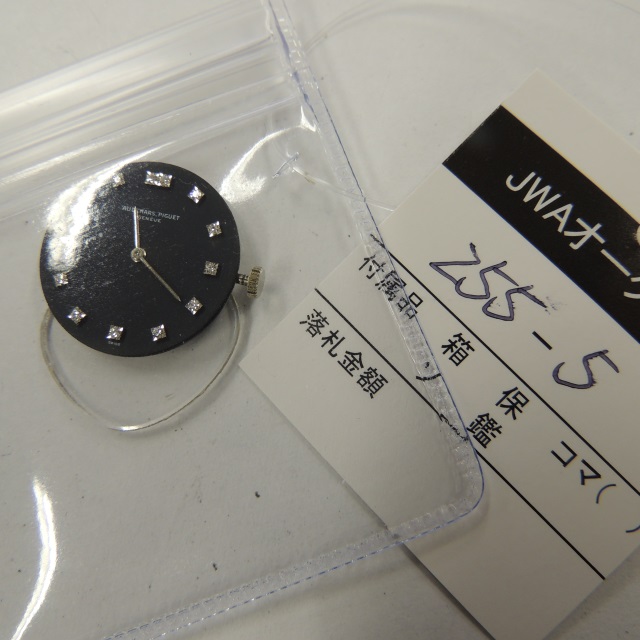 AUDEMARS PIGUET
GENEVE
JWAオーク
255-5
付属品 箱 保 コマ( )
鑑
落札金額